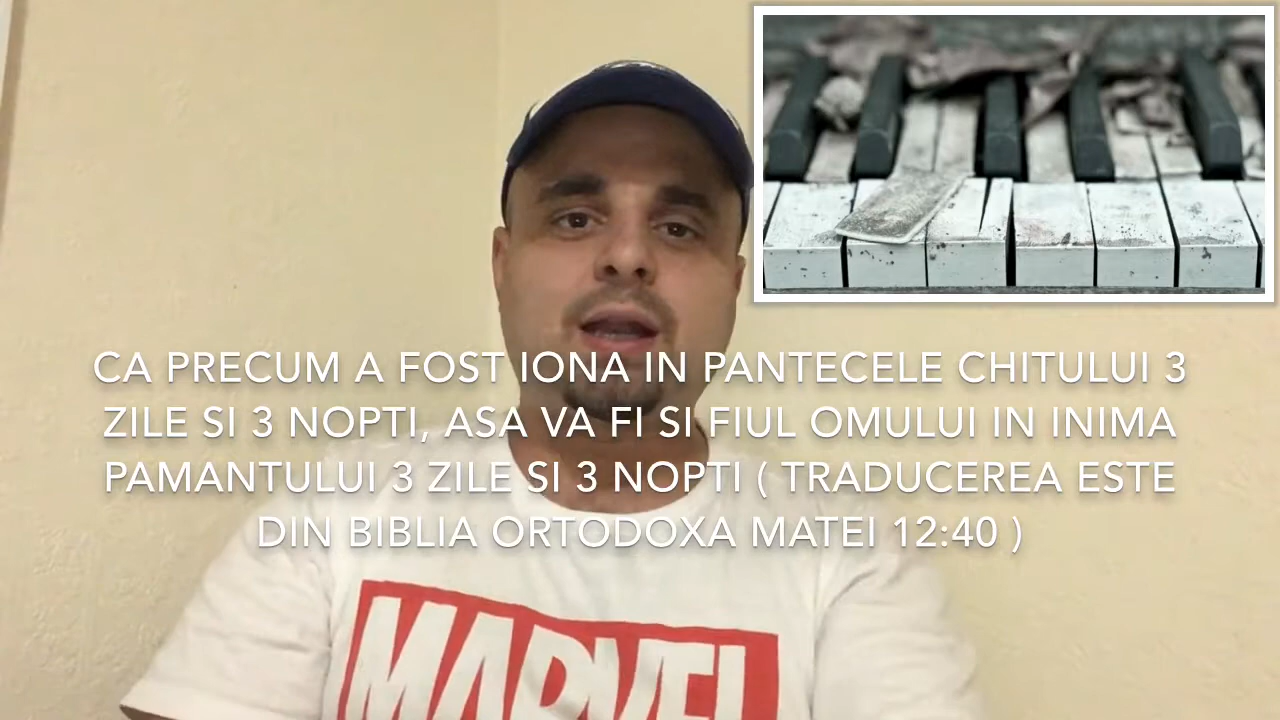 CA PRECUM A FOST IONA IN PANTECELE CHITULUI 3
ZILE SI 3 NOPTI, ASA VA FI SI FIUL OMULUI IN INIMA
PAMANTULUI 3 ZILE SI 3 NOPTI ( TRADUCEREA ESTE
DIN BIBLIA ORTODOXA MATEI 12:40 )
MARVEL